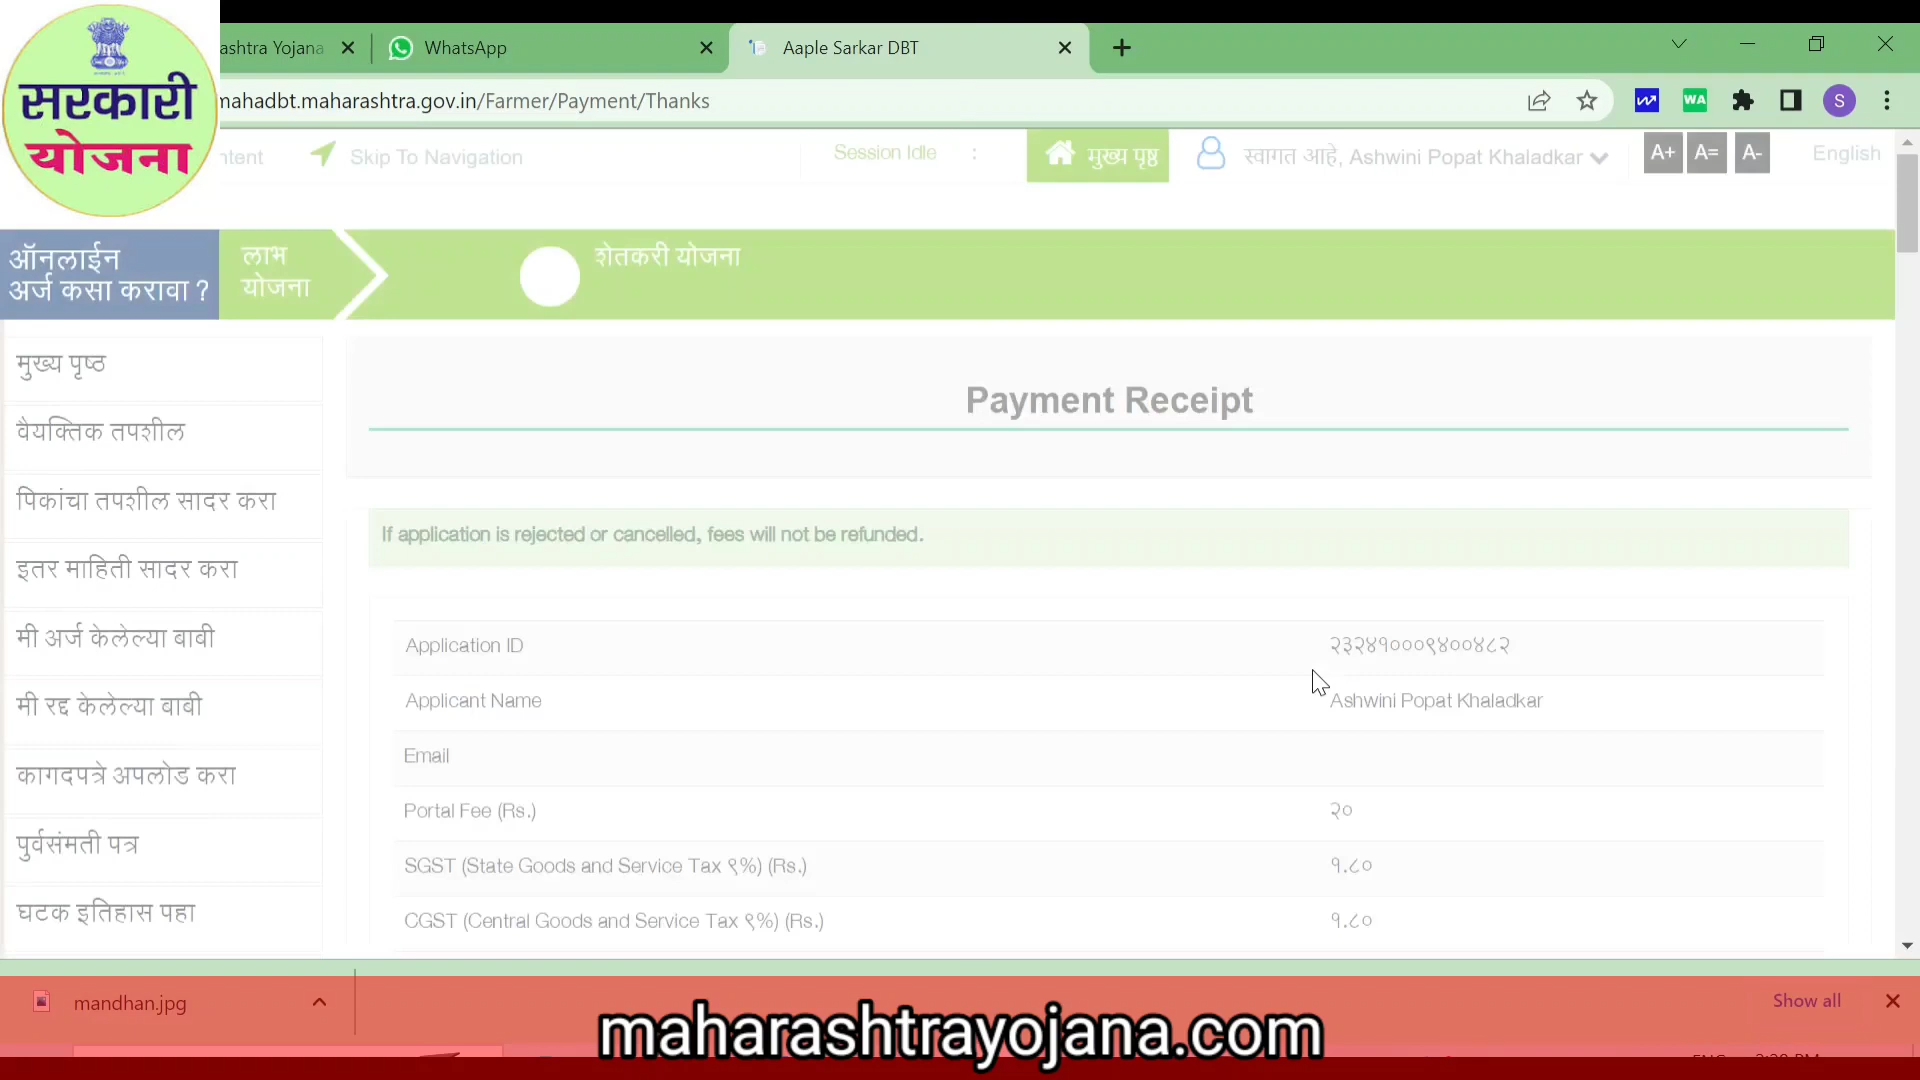 सरकारी
योजना
ashtra Yojana
WhatsApp
Aaple Sarkar DBT
mahadbt.maharashtra.gov.in/Farmer/Payment/Thanks
WA
S
ntent
Skip To Navigation
Session Idle :
मुख्य पृष्ठ
स्वागत आहे, Ashwini Popat Khaladkar
A+ A= A-
English
ऑनलाईन
अर्ज कसा करावा ?
लाभ
योजना
शेतकरी योजना
मुख्य पृष्ठ
वैयक्तिक तपशील
पिकांचा तपशील सादर करा
इतर माहिती सादर करा
मी अर्ज केलेल्या बाबी
मी रद्द केलेल्या बाबी
कागदपत्रे अपलोड करा
पुर्वसंमती पत्र
घटक इतिहास पहा
Payment Receipt
If application is rejected or cancelled, fees will not be refunded.
Application ID २३२४१०००९४००४८२
Applicant Name Ashwini Popat Khaladkar
Email
Portal Fee (Rs.) २०
SGST (State Goods and Service Tax ९%) (Rs.) १.८०
CGST (Central Goods and Service Tax ९%) (Rs.) १.८०
mandhan.jpg
Show all
maharashtrayojana.com